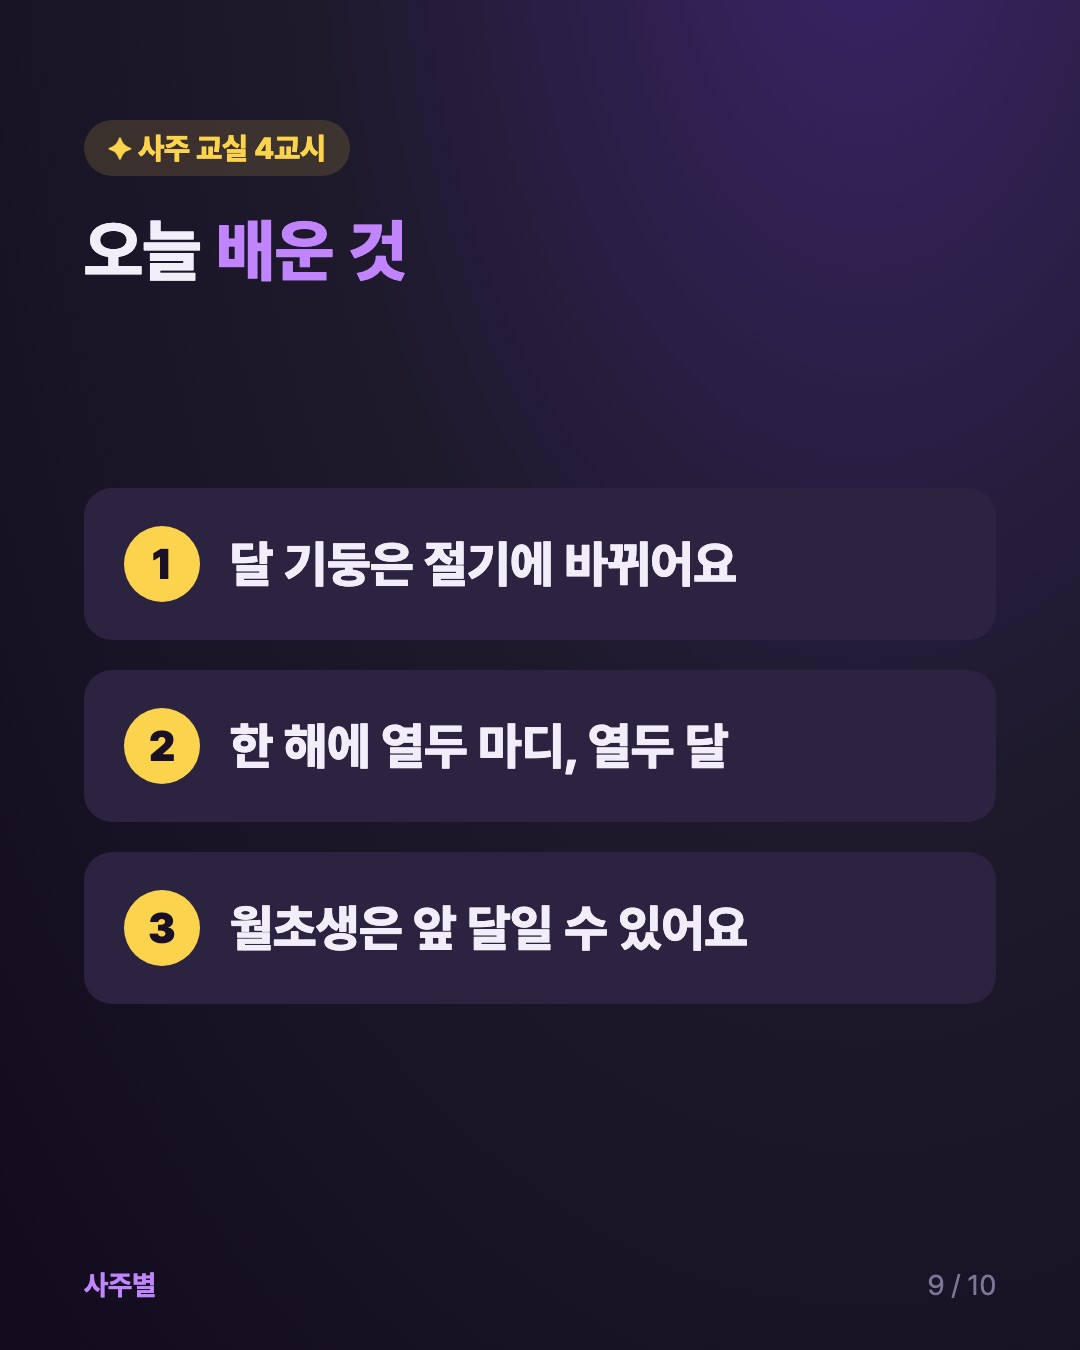 ✦ 사주 교실 4교시
오늘 배운 것
1 달 기둥은 절기에 바뀌어요
2 한 해에 열두 마디, 열두 달
3 월초생은 앞 달일 수 있어요
사주별
9 / 10